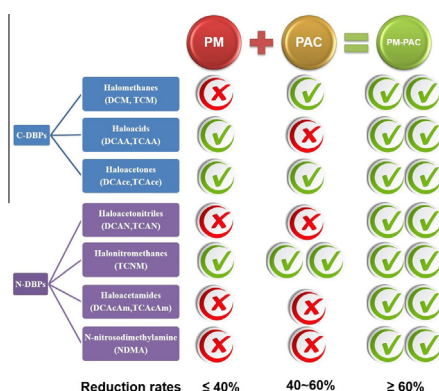 PM
PAC
PM-PAC
C-DBPs
Halomethanes
(DCM, TCM)
Haloacids
(DCAA,TCAA)
Haloacetones
(DCAce,TCAce)
N-DBPs
Haloacetonitriles
(DCAN,TCAN)
Halonitromethanes
(TCNM)
Haloacetamides
(DCAcAm,TCAcAm)
N-nitrosodimethylamine
(NDMA)
Reduction rates ≤ 40% 40~60% ≥ 60%